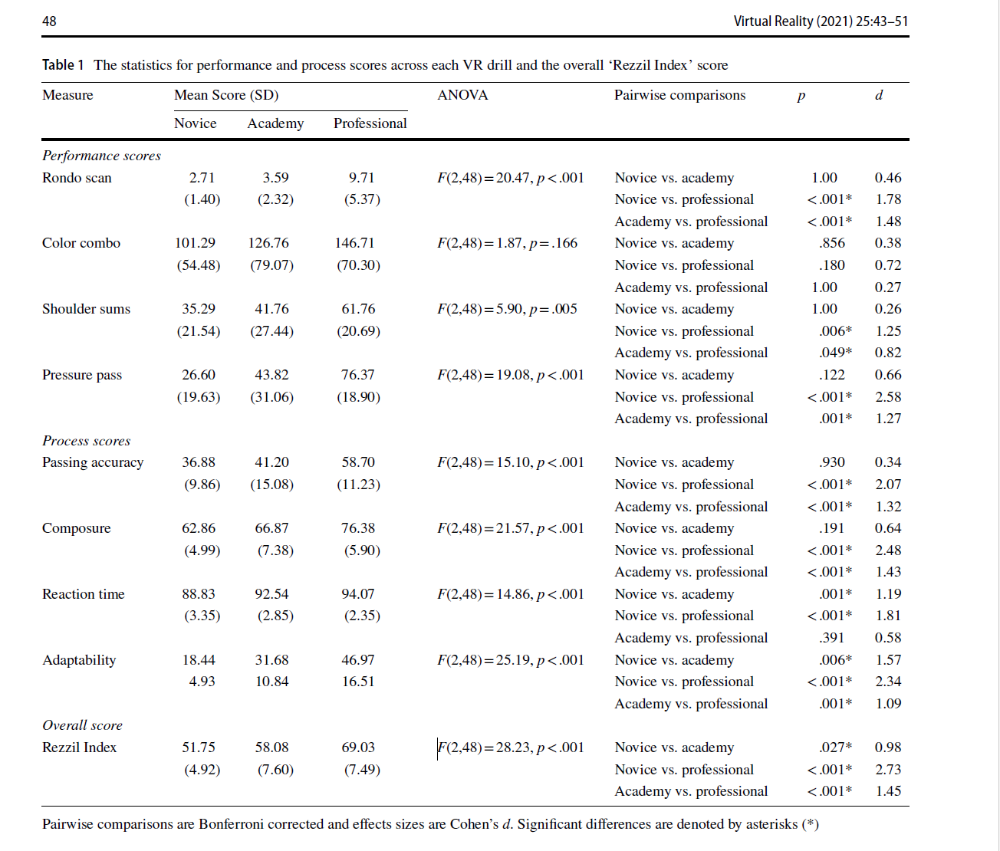 48 Virtual Reality (2021) 25:43–51
Table 1 The statistics for performance and process scores across each VR drill and the overall ‘Rezzil Index’ score
Measure Mean Score (SD) ANOVA Pairwise comparisons p d
Novice Academy Professional
Performance scores
Rondo scan 2.71 3.59 9.71 F(2,48)=20.47, p<.001 Novice vs. academy 1.00 0.46
(1.40) (2.32) (5.37) Novice vs. professional <.001* 1.78
Academy vs. professional <.001* 1.48
Color combo 101.29 126.76 146.71 F(2,48)=1.87, p=.166 Novice vs. academy .856 0.38
(54.48) (79.07) (70.30) Novice vs. professional .180 0.72
Academy vs. professional 1.00 0.27
Shoulder sums 35.29 41.76 61.76 F(2,48)=5.90, p=.005 Novice vs. academy 1.00 0.26
(21.54) (27.44) (20.69) Novice vs. professional .006* 1.25
Academy vs. professional .049* 0.82
Pressure pass 26.60 43.82 76.37 F(2,48)=19.08, p<.001 Novice vs. academy .122 0.66
(19.63) (31.06) (18.90) Novice vs. professional <.001* 2.58
Academy vs. professional .001* 1.27
Process scores
Passing accuracy 36.88 41.20 58.70 F(2,48)=15.10, p<.001 Novice vs. academy .930 0.34
(9.86) (15.08) (11.23) Novice vs. professional <.001* 2.07
Academy vs. professional <.001* 1.32
Composure 62.86 66.87 76.38 F(2,48)=21.57, p<.001 Novice vs. academy .191 0.64
(4.99) (7.38) (5.90) Novice vs. professional <.001* 2.48
Academy vs. professional <.001* 1.43
Reaction time 88.83 92.54 94.07 F(2,48)=14.86, p<.001 Novice vs. academy .001* 1.19
(3.35) (2.85) (2.35) Novice vs. professional <.001* 1.81
Academy vs. professional .391 0.58
Adaptability 18.44 31.68 46.97 F(2,48)=25.19, p<.001 Novice vs. academy .006* 1.57
4.93 10.84 16.51 Novice vs. professional <.001* 2.34
Academy vs. professional .001* 1.09
Overall score
Rezzil Index 51.75 58.08 69.03 F(2,48)=28.23, p<.001 Novice vs. academy .027* 0.98
(4.92) (7.60) (7.49) Novice vs. professional <.001* 2.73
Academy vs. professional <.001* 1.45
Pairwise comparisons are Bonferroni corrected and effects sizes are Cohen’s d. Significant differences are denoted by asterisks (*)